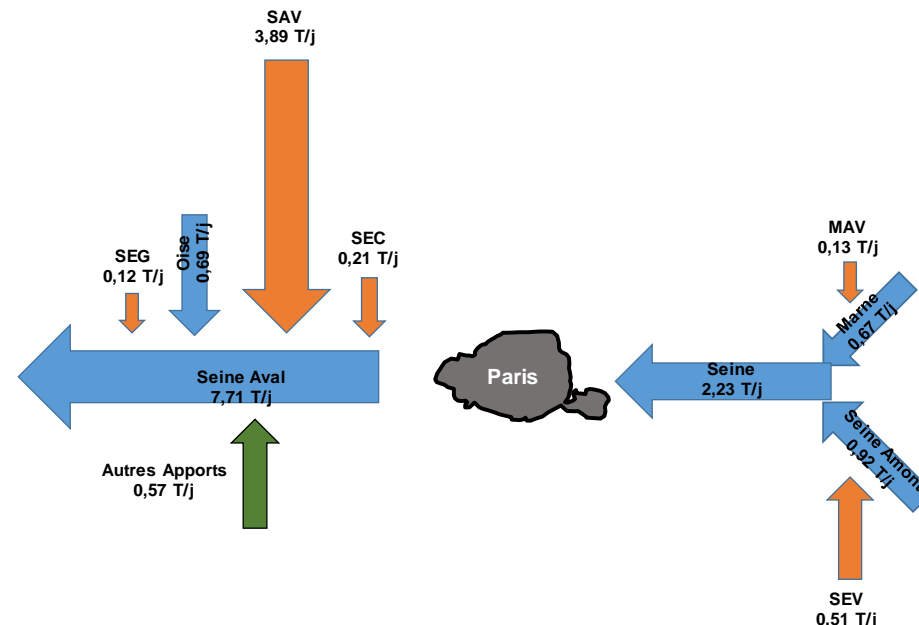 SAV
3,89 T/j
SEG
0,12 T/j
Oise
0,69 T/j
SEC
0,21 T/j
MAV
0,13 T/j
Marne
0,67 T/j
Seine Aval
7,71 T/j
Paris
Seine
2,23 T/j
Seine Amont
0,92 T/j
Autres Apports
0,57 T/j
SEV
0,51 T/j